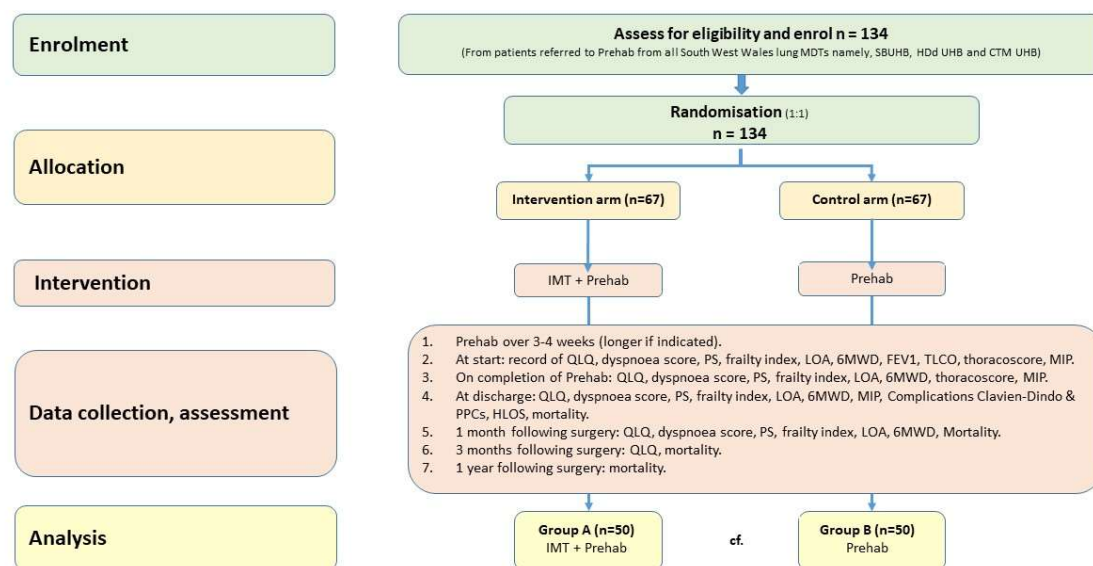 Enrolment
Assess for eligibility and enrol n = 134
(From patients referred to Prehab from all South West Wales lung MDTs namely, SBUHB, HDd UHB and CTM UHB)
Randomisation (1:1)
n = 134
Allocation
Intervention arm (n=67)
Control arm (n=67)
Intervention
IMT + Prehab
Prehab
Data collection, assessment
1. Prehab over 3-4 weeks (longer if indicated).
2. At start: record of QLQ, dyspnoea score, PS, frailty index, LOA, 6MWD, FEV1, TLCO, thoracoscore, MIP.
3. On completion of Prehab: QLQ, dyspnoea score, PS, frailty index, LOA, 6MWD, thoracoscore, MIP.
4. At discharge: QLQ, dyspnoea score, PS, frailty index, LOA, 6MWD, MIP, Complications Clavien-Dindo &
PPCs, HLOS, mortality.
5. 1 month following surgery: QLQ, dyspnoea score, PS, frailty index, LOA, 6MWD, Mortality.
6. 3 months following surgery: QLQ, mortality.
7. 1 year following surgery: mortality.
Analysis
Group A (n=50)
IMT + Prehab
cf.
Group B (n=50)
Prehab